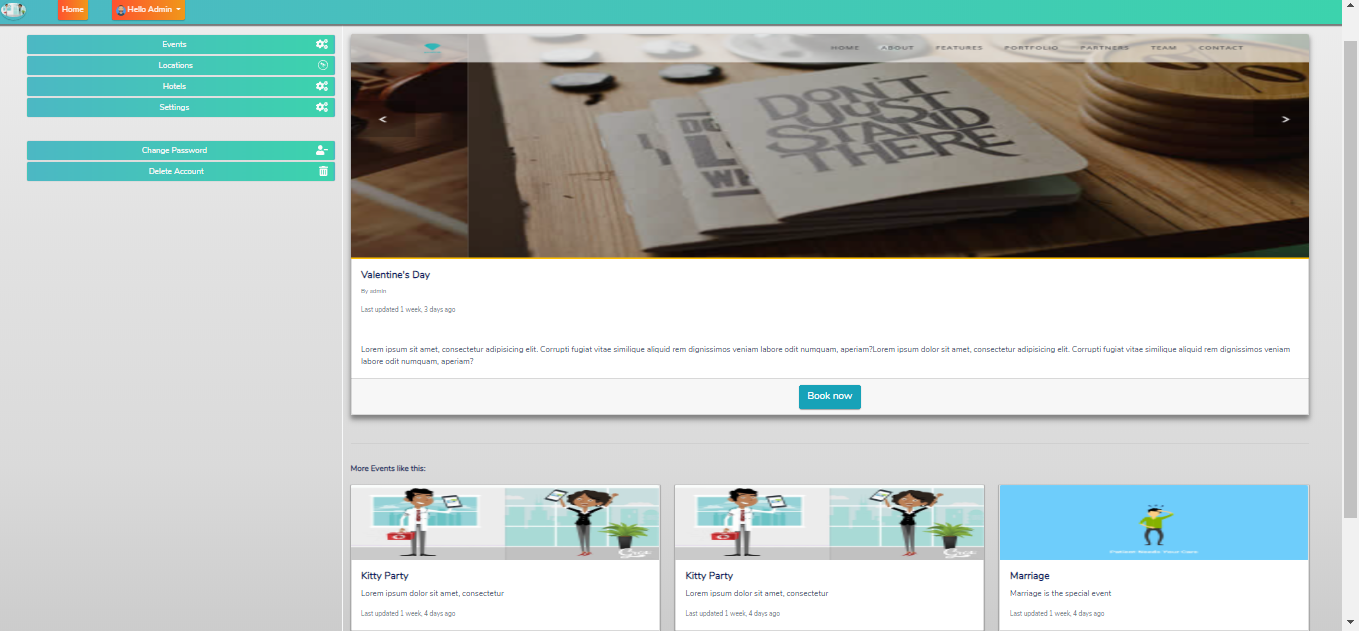 Home
Hello Admin
Events
Locations
Hotels
Settings
Change Password
Delete Account
HOME ABOUT FEATURES PORTFOLIO PARTNERS TEAM CONTACT
DON'T
JUST
STAND
THERE
<
>
Valentine's Day
By admin
Last updated 1 week, 3 days ago
Lorem ipsum sit amet, consectetur adipisicing elit. Corrupti fugiat vitae similique aliquid rem dignissimos veniam labore odit numquam, aperiam?Lorem ipsum dolor sit amet, consectetur adipisicing elit. Corrupti fugiat vitae similique aliquid rem dignissimos veniam
labore odit numquam, aperiam?
Book now
More Events like this:
Kitty Party
Lorem ipsum dolor sit amet, consectetur
Last updated 1 week, 4 days ago
Kitty Party
Lorem ipsum dolor sit amet, consectetur
Last updated 1 week, 4 days ago
Marriage
Marriage is the special event
Last updated 1 week, 4 days ago